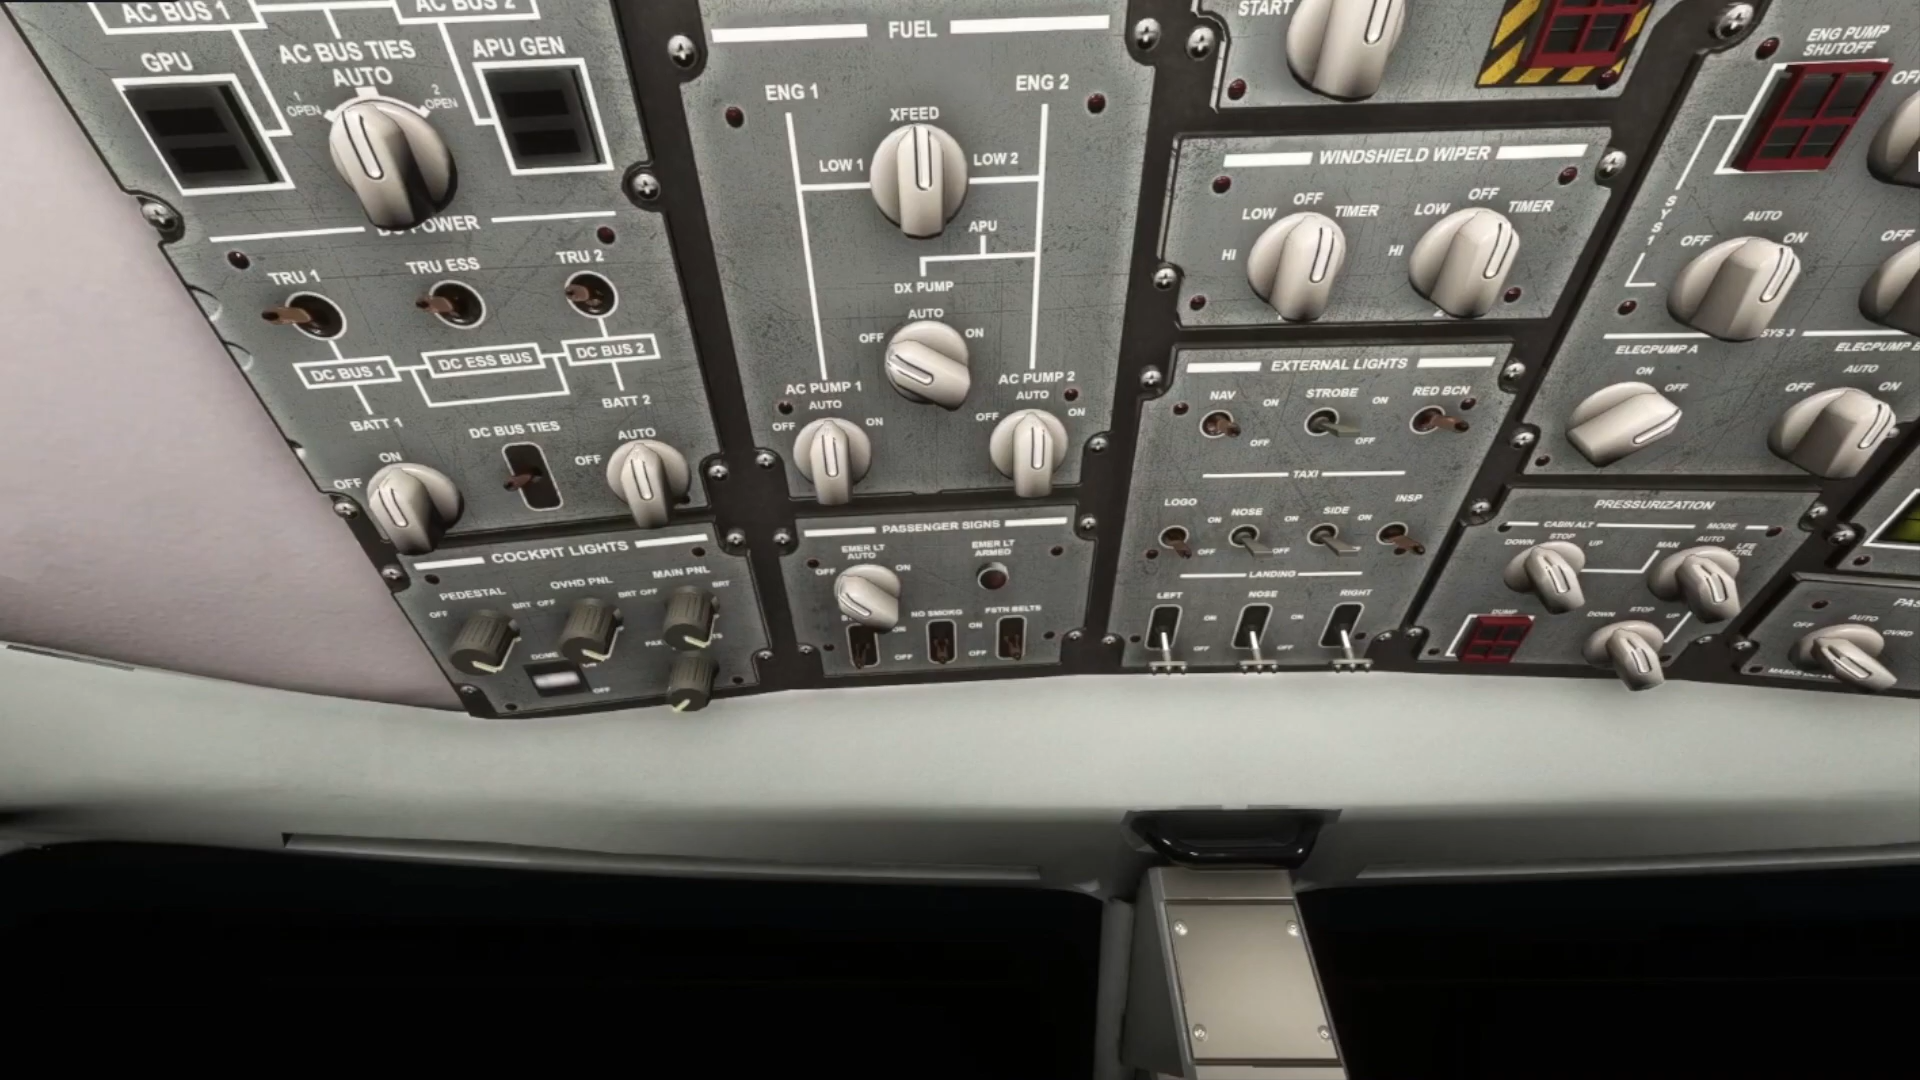 AC BUS 1
AC BUS 2
GPU
AC BUS TIES
AUTO
1
OPEN
2
OPEN
APU GEN
POWER
TRU 1
TRU ESS
TRU 2
DC BUS 1
DC ESS BUS
DC BUS 2
BATT 1
BATT 2
DC BUS TIES
ON
OFF
OFF
AUTO
COCKPIT LIGHTS
PEDESTAL
OVHD PNL
MAIN PNL
OFF
BRT OFF
BRT OFF
BRT
DOME
ON
OFF
FUEL
ENG 1
ENG 2
XFEED
LOW 1
LOW 2
APU
DX PUMP
AUTO
OFF
ON
AC PUMP 1
AUTO
OFF
ON
AC PUMP 2
AUTO
OFF
ON
PASSENGER SIGNS
EMER LT
AUTO
OFF
ON
EMER LT
ARMED
NO SMOKG
FSTN BELTS
ON
OFF
ON
OFF
START
WINDSHIELD WIPER
OFF
LOW
TIMER
HI
OFF
LOW
TIMER
HI
EXTERNAL LIGHTS
NAV
STROBE
RED BCN
ON
OFF
ON
OFF
TAXI
LOGO
NOSE
SIDE
INSP
ON
OFF
ON
OFF
ON
LANDING
LEFT
NOSE
RIGHT
ON
OFF
ON
OFF
ENG PUMP
SHUTOFF
SYS 1
AUTO
OFF
ON
OFF
SYS 3
ELECPUMP A
ON
OFF
ELECPUMP
AUTO
OFF
ON
PRESSURIZATION
CABIN ALT
MODE
DOWN
STOP
UP
MAN
AUTO
LFE
CTRL
DUMP
DOWN
STOP
UP
AUTO
OFF
OVRD